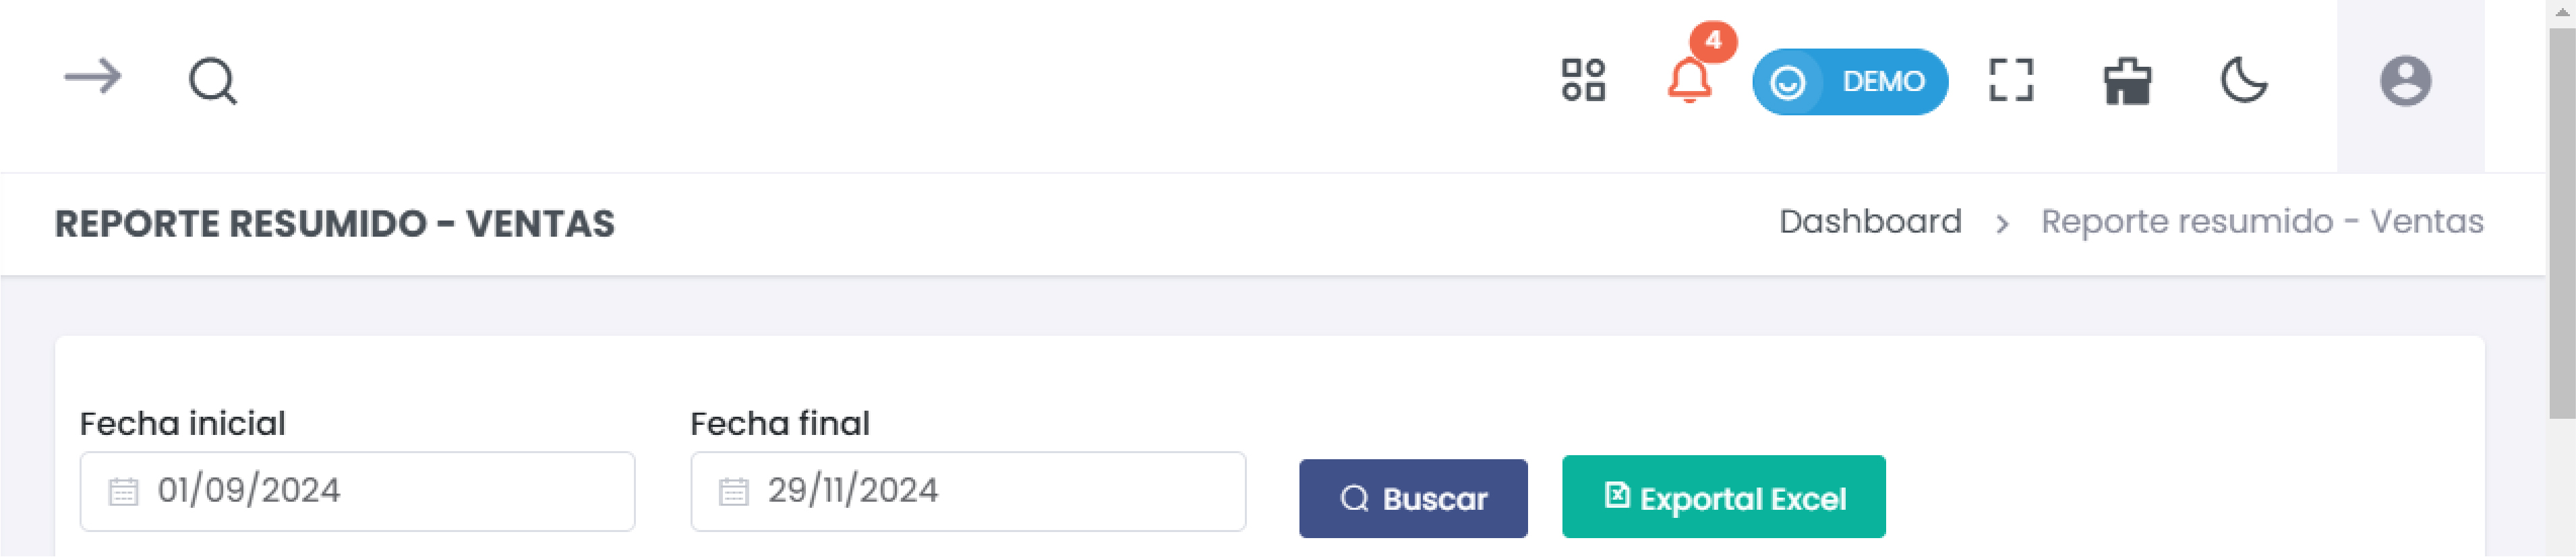 4
DEMO
REPORTE RESUMIDO - VENTAS
Dashboard > Reporte resumido - Ventas
Fecha inicial
Fecha final
01/09/2024
29/11/2024
Buscar
Exportal Excel